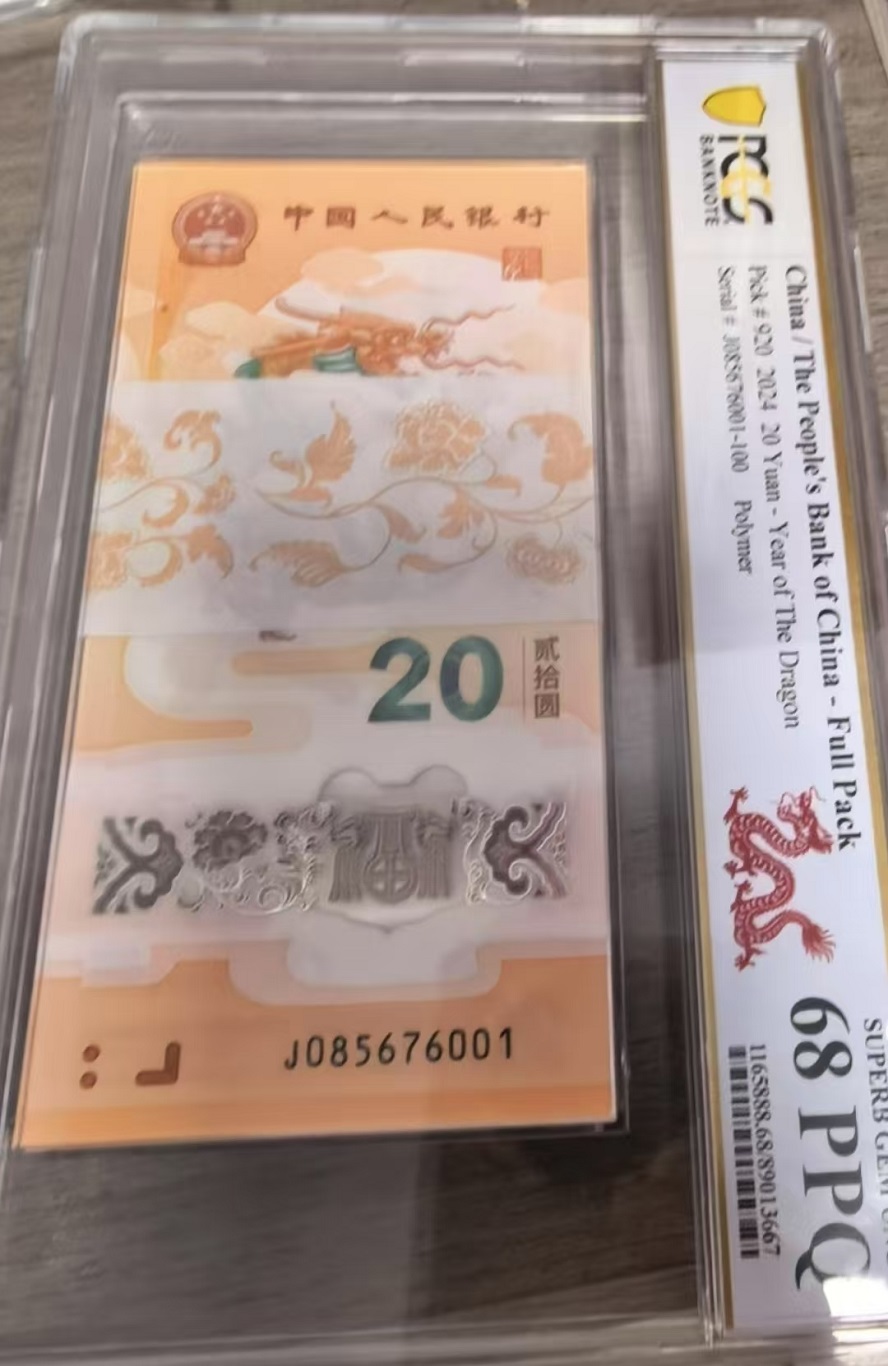 中国人民银行
20
贰拾圆
J085676001
PCGS
BANKNOTE
China / The People's Bank of China - Full Pack
Pick # 920 2024 20 Yuan - Year of The Dragon
Serial # J085676001-100 Polymer
SUPERB GEM
68 PPQ
1165888.68/89013667